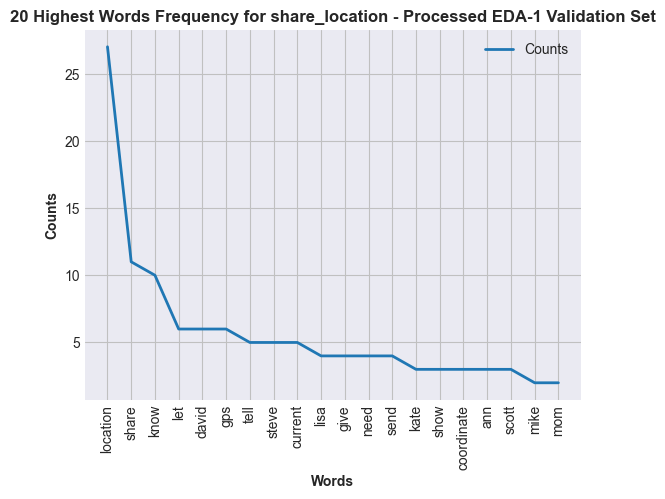 20 Highest Words Frequency for share_location - Processed EDA-1 Validation Set
Counts
25
20
15
10
5
Counts
location
share
know
let
david
gps
tell
steve
current
lisa
give
need
send
kate
show
coordinate
ann
scott
mike
mom
Words